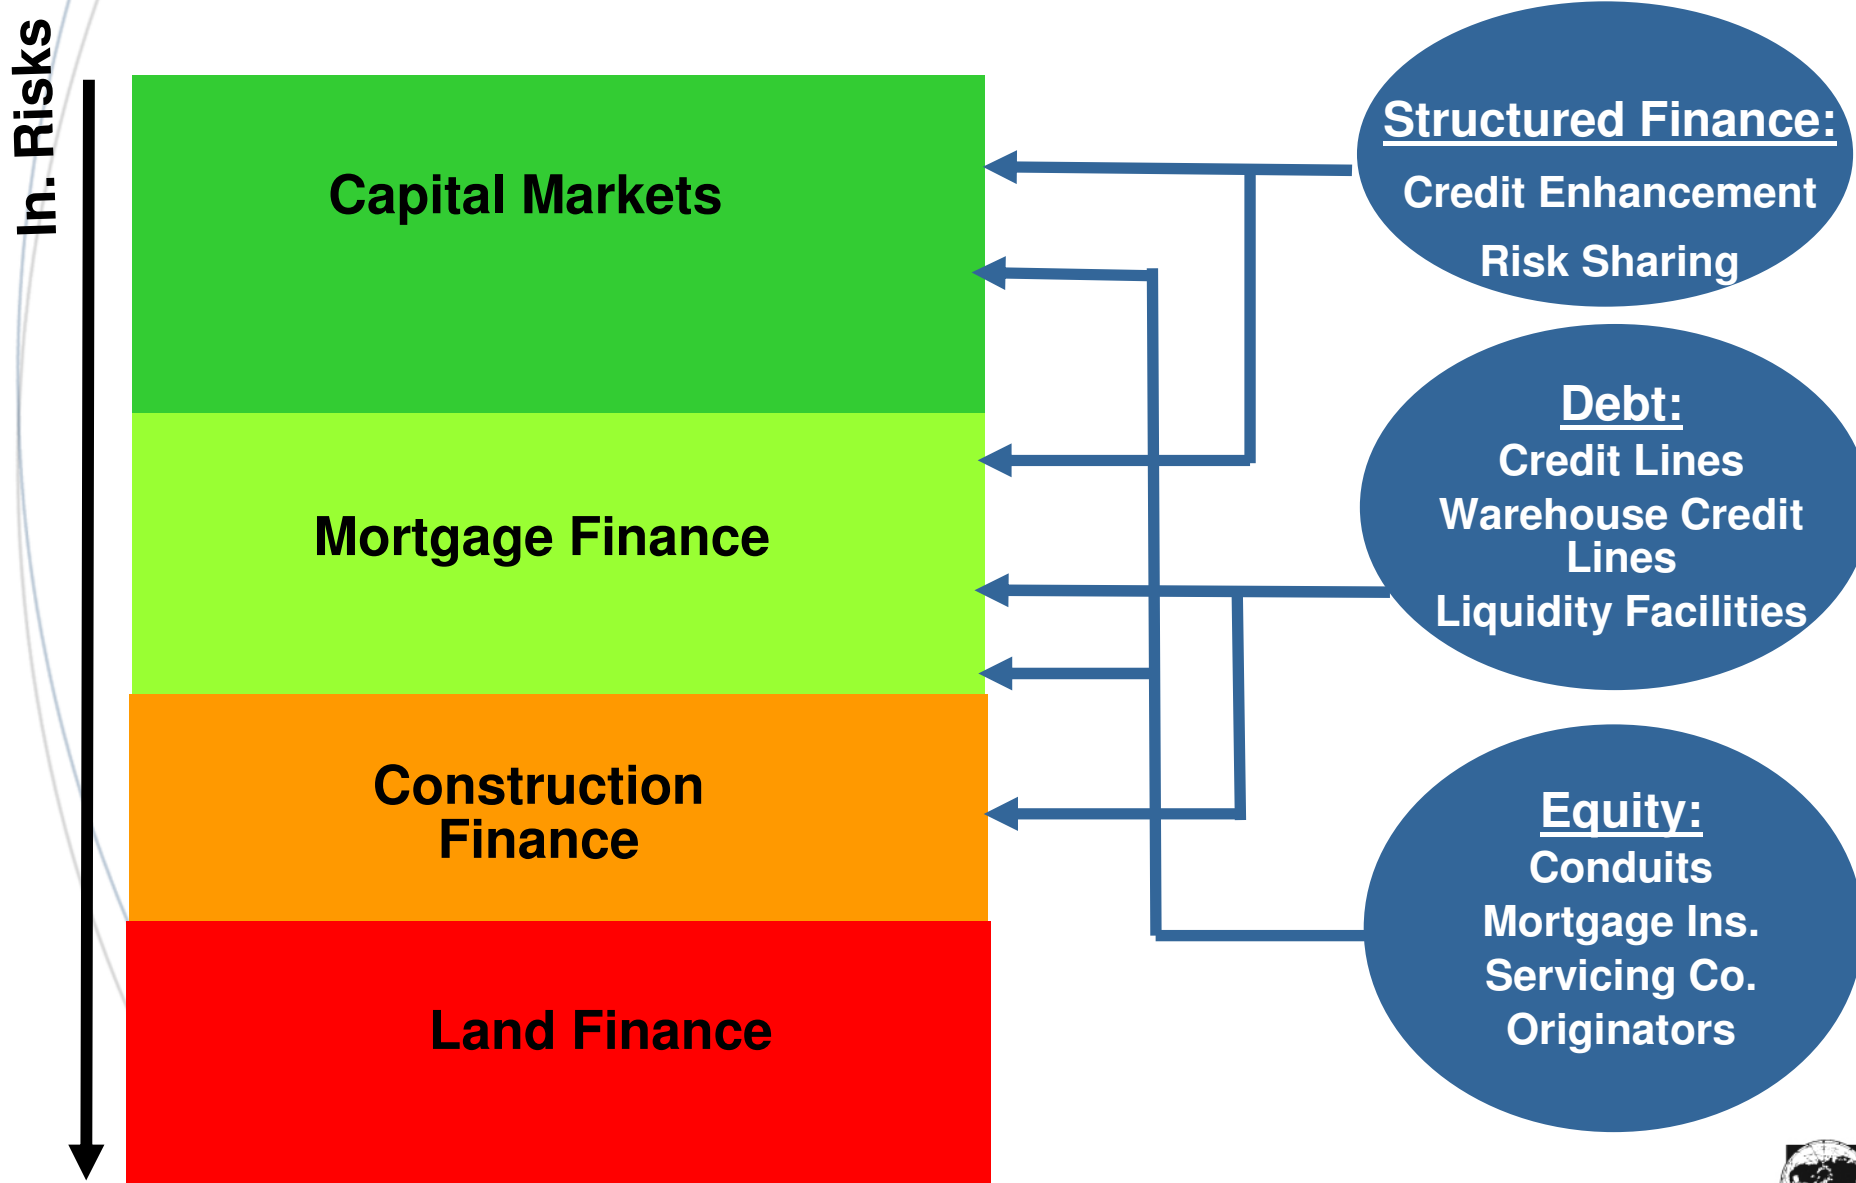 In. Risks
Capital Markets
Mortgage Finance
Construction
Finance
Land Finance
Structured Finance:
Credit Enhancement
Risk Sharing
Debt:
Credit Lines
Warehouse Credit
Lines
Liquidity Facilities
Equity:
Conduits
Mortgage Ins.
Servicing Co.
Originators